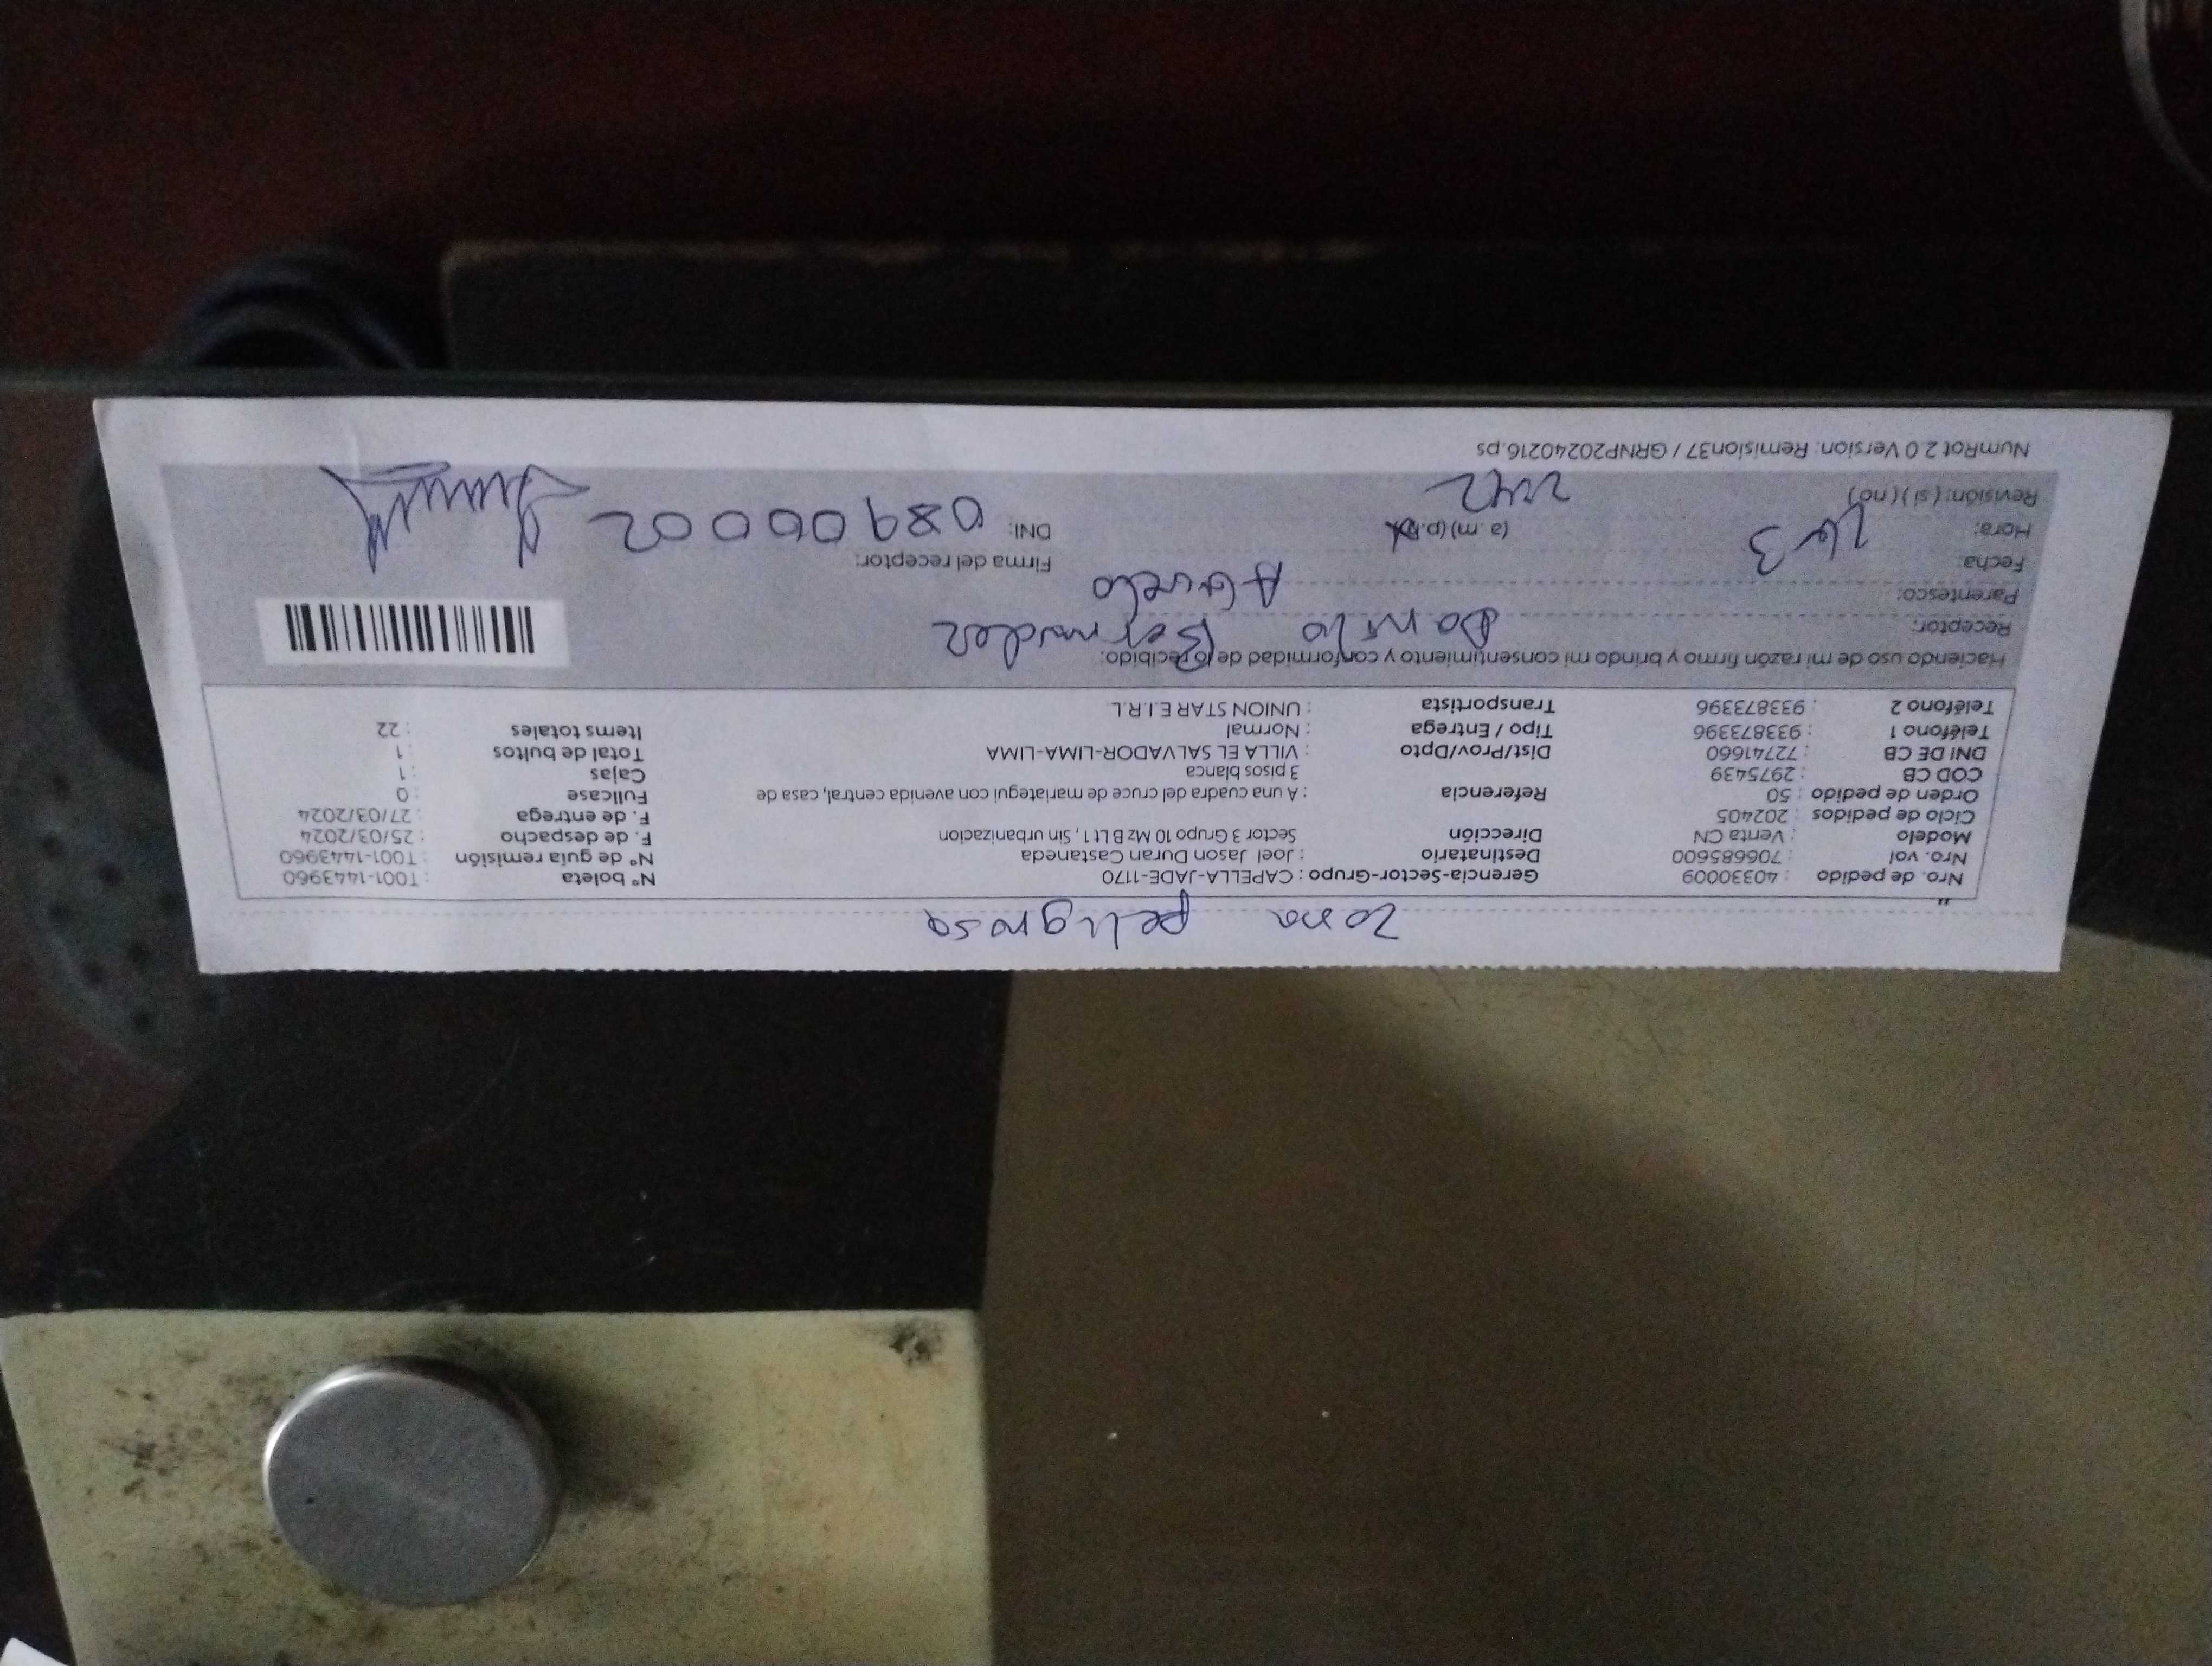 Zona peligrosa
Nro. de pedido : 40330009 Gerencia-Sector-Grupo : CAPELLA-JADE-1170 N° boleta : T001-1443960
Nro. vol : 706685600 Destinatario : Joel Jason Duran Castaneda N° de guía remisión : T001-1443960
Modelo : Venta CN Dirección Sector 3 Grupo 10 Mz B Lt 1 , Sin urbanizacion F. de despacho : 25/03/2024
Ciclo de pedidos : 202405 F. de entrega : 27/03/2024
Orden de pedido : 50 Referencia : A una cuadra del cruce de mariategui con avenida central, casa de Fullcase : 0
COD CB : 2975439 3 pisos blanca Cajas : 1
DNI DE CB : 72741660 Dist/Prov/Dpto : VILLA EL SALVADOR-LIMA-LIMA Total de bultos : 1
Teléfono 1 : 933873396 Tipo / Entrega : Normal Items totales : 22
Teléfono 2 : 933873396 Transportista : UNION STAR E.I.R.L
Haciendo uso de mi razón firmo y brindo mi consentimiento y conformidad de lo recibido:
Receptor: Danilo Bermudez
Parentesco: Abuelo
Fecha: Firma del receptor:
Hora: (a. m) DNI: 08900002
Revisión: ( si ) ( no )
NumRot 2.0 Version: Remision37 / GRNP20240216.ps